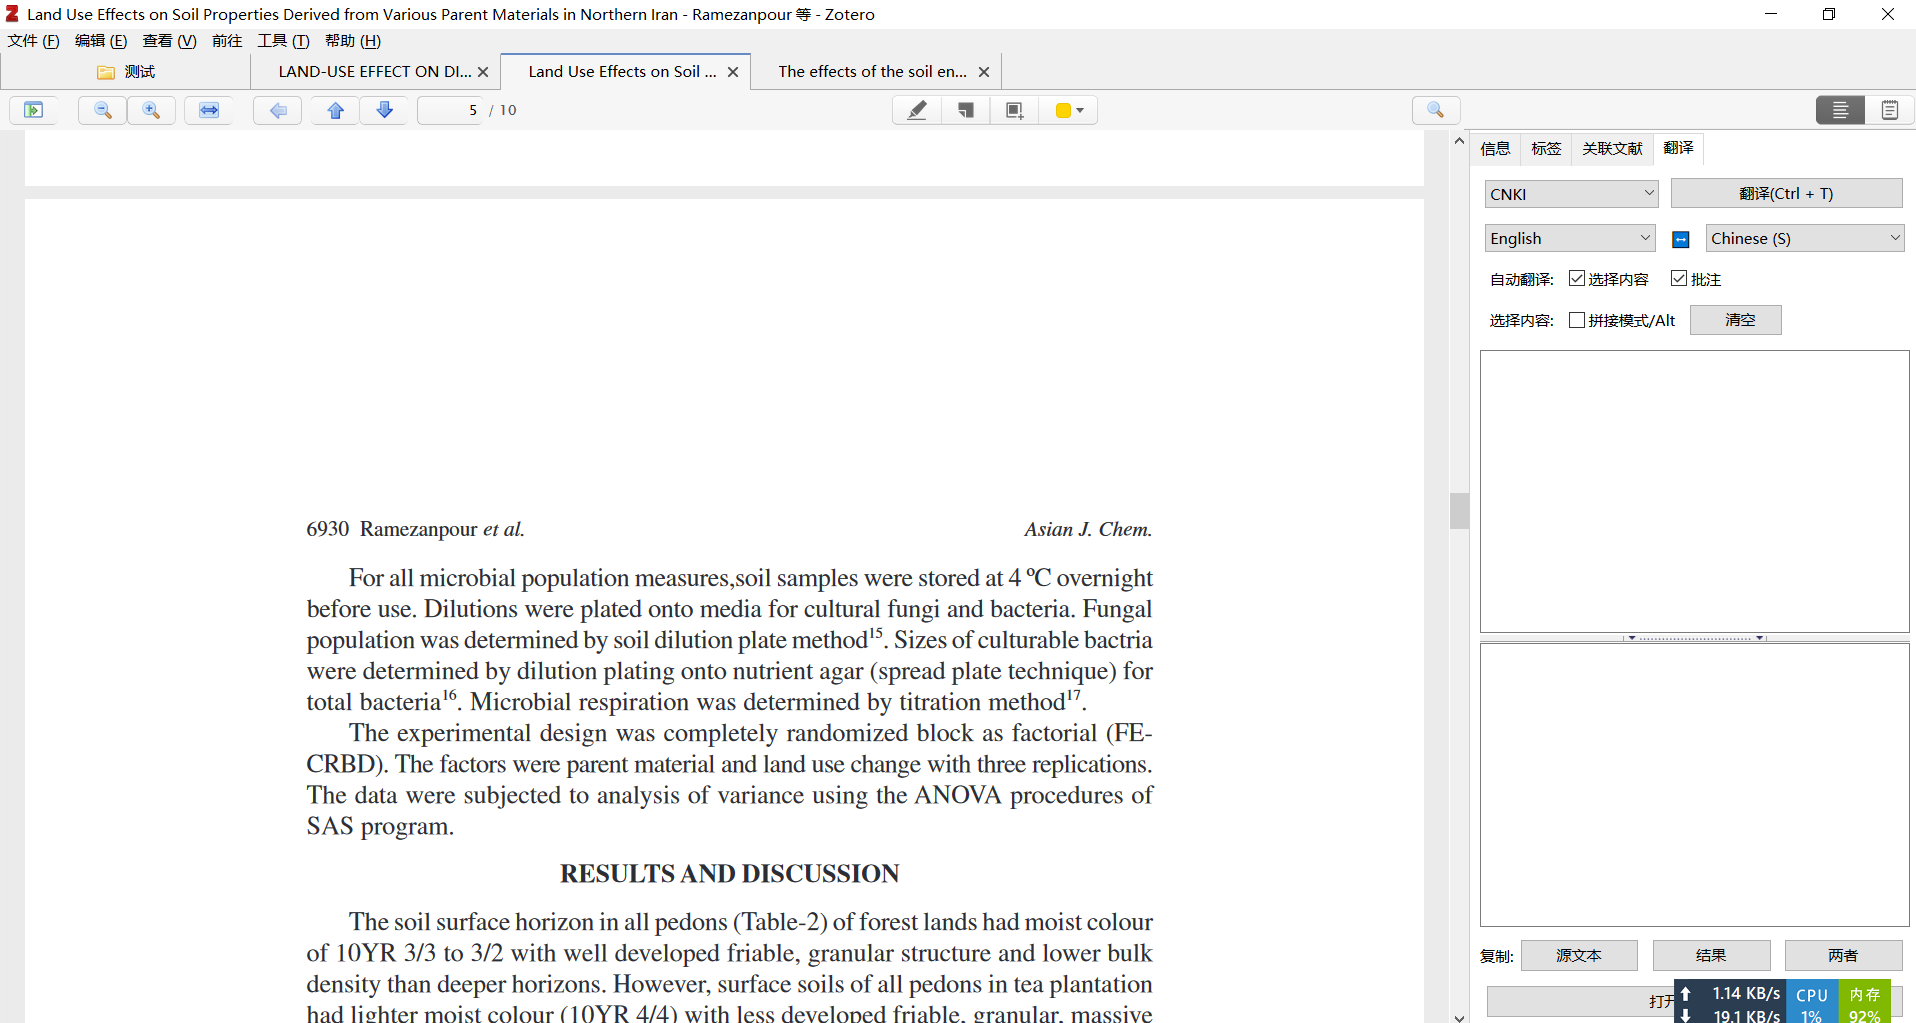 Land Use Effects on Soil Properties Derived from Various Parent Materials in Northern Iran - Ramezanpour 等 - Zotero
文件 (F) 编辑 (E) 查看 (V) 前往 工具 (T) 帮助 (H)
测试
LAND-USE EFFECT ON DI...
Land Use Effects on Soil ...
The effects of the soil en...
5 / 10
信息 标签 关联文献 翻译
CNKI
翻译(Ctrl + T)
English
Chinese (S)
自动翻译: 选择内容 批注
选择内容: 拼接模式/Alt 清空
6930 Ramezanpour et al.
Asian J. Chem.
For all microbial population measures,soil samples were stored at 4 ºC overnight
before use. Dilutions were plated onto media for cultural fungi and bacteria. Fungal
population was determined by soil dilution plate method15. Sizes of culturable bactria
were determined by dilution plating onto nutrient agar (spread plate technique) for
total bacteria16. Microbial respiration was determined by titration method17.
The experimental design was completely randomized block as factorial (FE-
CRBD). The factors were parent material and land use change with three replications.
The data were subjected to analysis of variance using the ANOVA procedures of
SAS program.
RESULTS AND DISCUSSION
The soil surface horizon in all pedons (Table-2) of forest lands had moist colour
of 10YR 3/3 to 3/2 with well developed friable, granular structure and lower bulk
density than deeper horizons. However, surface soils of all pedons in tea plantation
had lighter moist colour (10YR 4/4) with less developed friable, granular, massive
复制: 源文本 结果 两者
打开
1.14 KB/s CPU 内存
19.1 KB/s 1% 92%